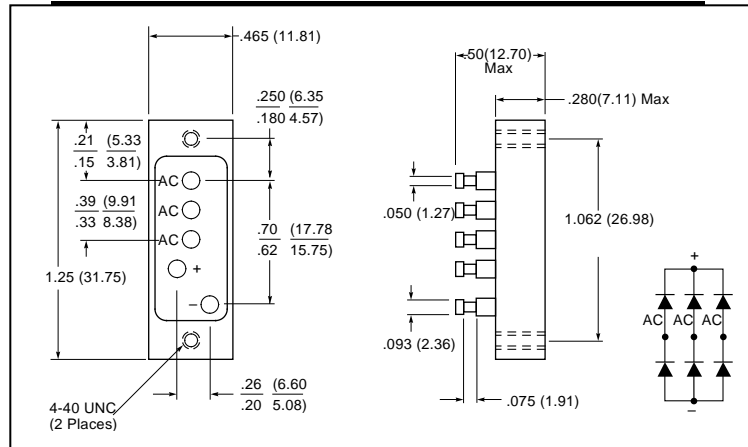 .465 (11.81)
.50(12.70)
Max
.280(7.11) Max
.250 (6.35
.180 4.57)
.21 (5.33
.15 3.81)
AC
.39 (9.91
.33 8.38)
AC
AC
.70 (17.78
.62 15.75)
1.25 (31.75)
+
–
.26 (6.60
.20 5.08)
4-40 UNC
(2 Places)
.050 (1.27)
1.062 (26.98)
.093 (2.36)
.075 (1.91)
+
AC AC AC
–